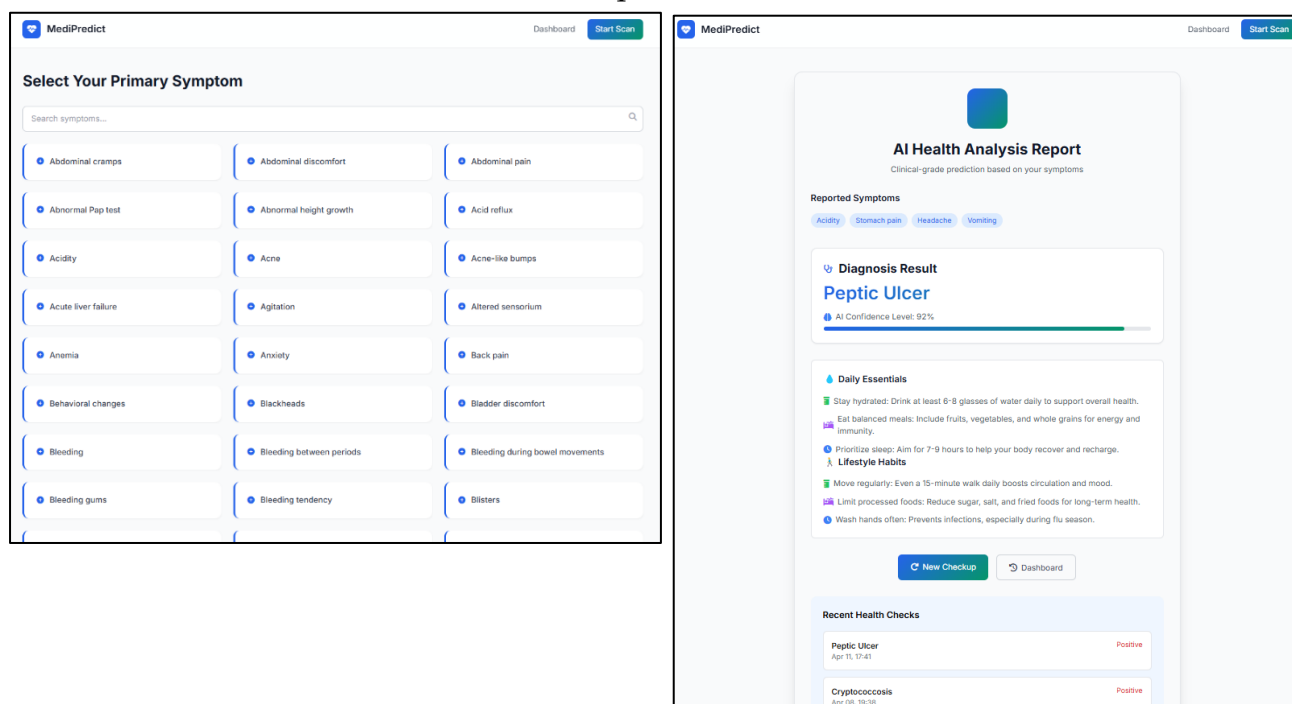 MediPredict
Dashboard
Start Scan
Select Your Primary Symptom
Search symptoms...
Abdominal cramps
Abdominal discomfort
Abdominal pain
Abnormal Pap test
Abnormal height growth
Acid reflux
Acidity
Acne
Acne-like bumps
Acute liver failure
Agitation
Altered sensorium
Anemia
Anxiety
Back pain
Behavioral changes
Blackheads
Bladder discomfort
Bleeding
Bleeding between periods
Bleeding during bowel movements
Bleeding gums
Bleeding tendency
Blisters
MediPredict
Dashboard
Start Scan
AI Health Analysis Report
Clinical-grade prediction based on your symptoms
Reported Symptoms
Acidity
Stomach pain
Headache
Vomiting
Diagnosis Result
Peptic Ulcer
AI Confidence Level: 92%
Daily Essentials
Stay hydrated: Drink at least 6-8 glasses of water daily to support overall health.
Eat balanced meals: Include fruits, vegetables, and whole grains for energy and
immunity.
Prioritize sleep: Aim for 7-9 hours to help your body recover and recharge.
Lifestyle Habits
Move regularly: Even a 15-minute walk daily boosts circulation and mood.
Limit processed foods: Reduce sugar, salt, and fried foods for long-term health.
Wash hands often: Prevents infections, especially during flu season.
New Checkup
Dashboard
Recent Health Checks
Peptic Ulcer
Positive
Apr 11, 17:41
Cryptococcosis
Positive
Apr 08, 19:38